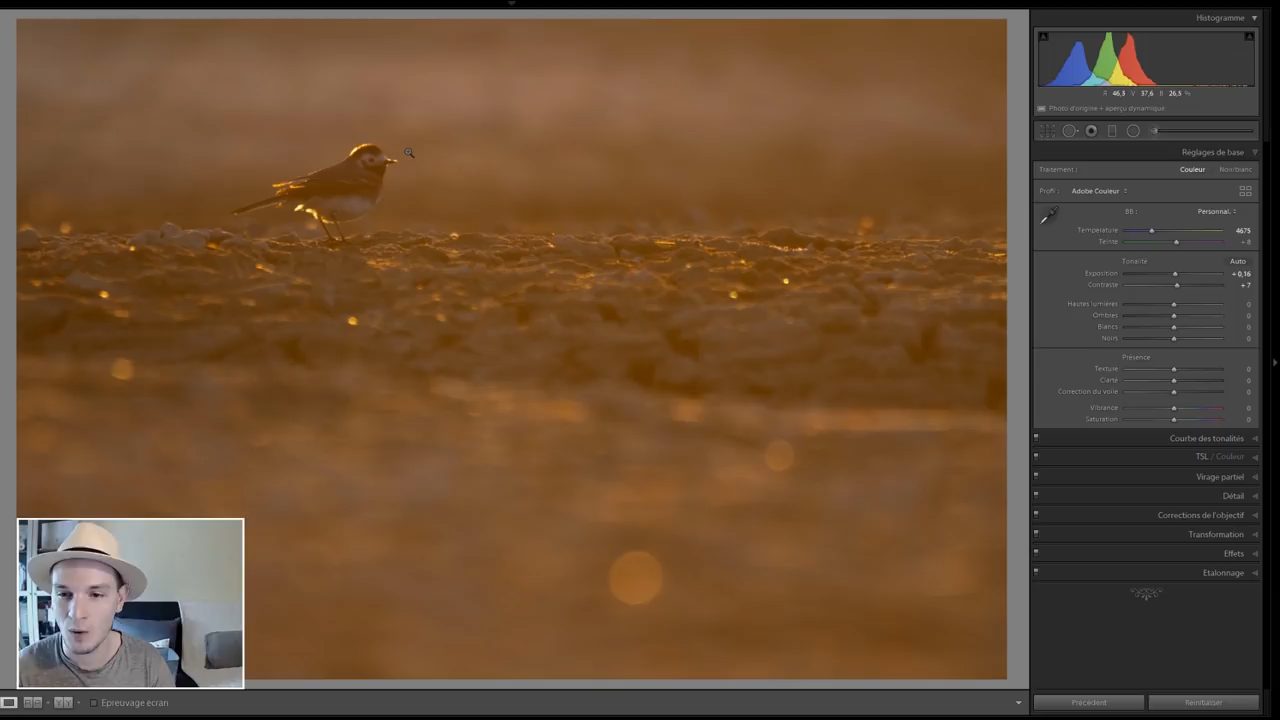 Histogramme
R 46,3 V 37,6 B 26,5 %
Photo d'origine + aperçu dynamique
Réglages de base
Traitement : Couleur Noir/blanc
Profil : Adobe Couleur
BB : Personnal.
Température 4675
Teinte + 8
Tonalité Auto
Exposition + 0,16
Contraste + 7
Hautes lumières 0
Ombres 0
Blancs 0
Noirs 0
Présence
Texture 0
Clarté 0
Correction du voile 0
Vibrance 0
Saturation 0
Courbe des tonalités
TSL / Couleur
Virage partiel
Détail
Corrections de l'objectif
Transformation
Effets
Etalonnage
Epreuvage écran
Précédent Réinitialiser